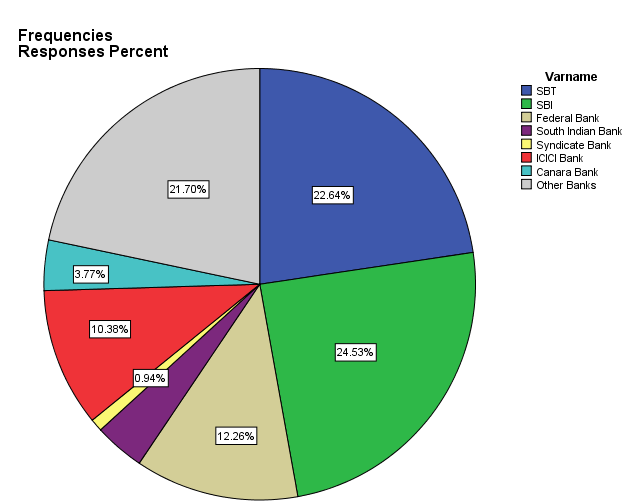 Frequencies
Responses Percent
Varname
SBT
SBI
Federal Bank
South Indian Bank
Syndicate Bank
ICICI Bank
Canara Bank
Other Banks
21.70%
22.64%
3.77%
10.38%
24.53%
0.94%
12.26%